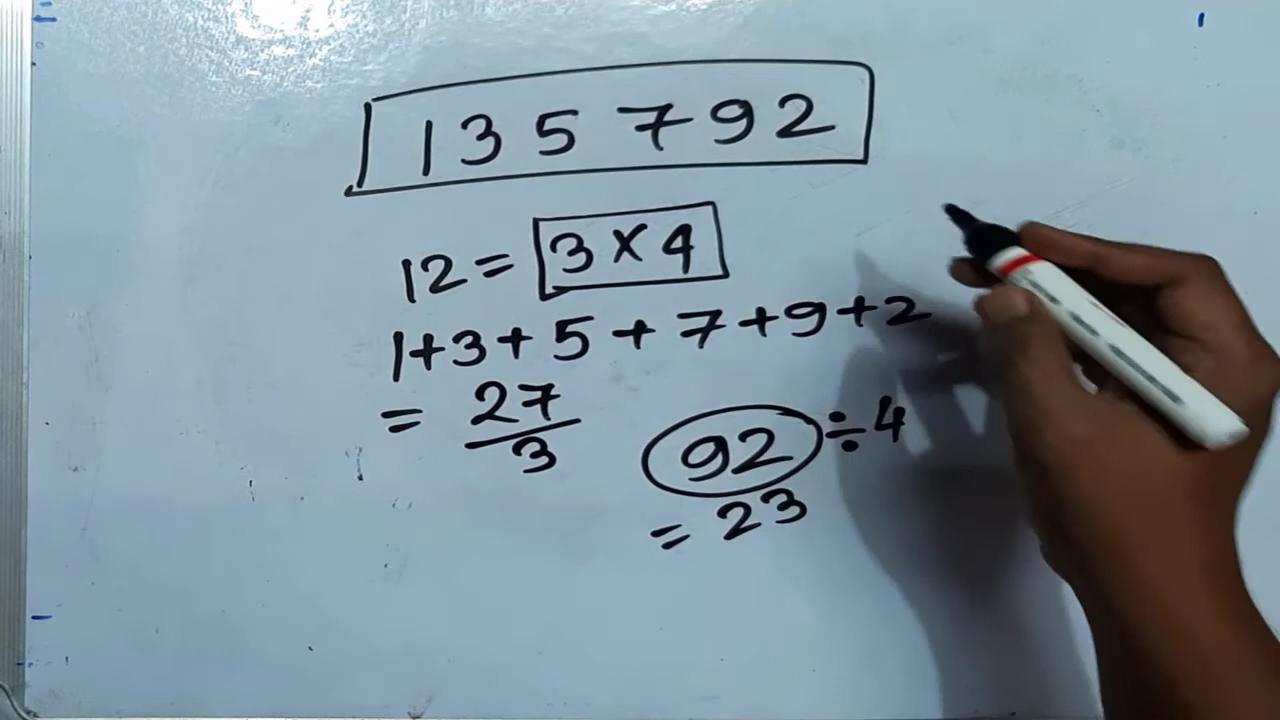 135792
12 = 3 × 4
1+3+5+7+9+2
= 27/3
92 ÷ 4
= 23